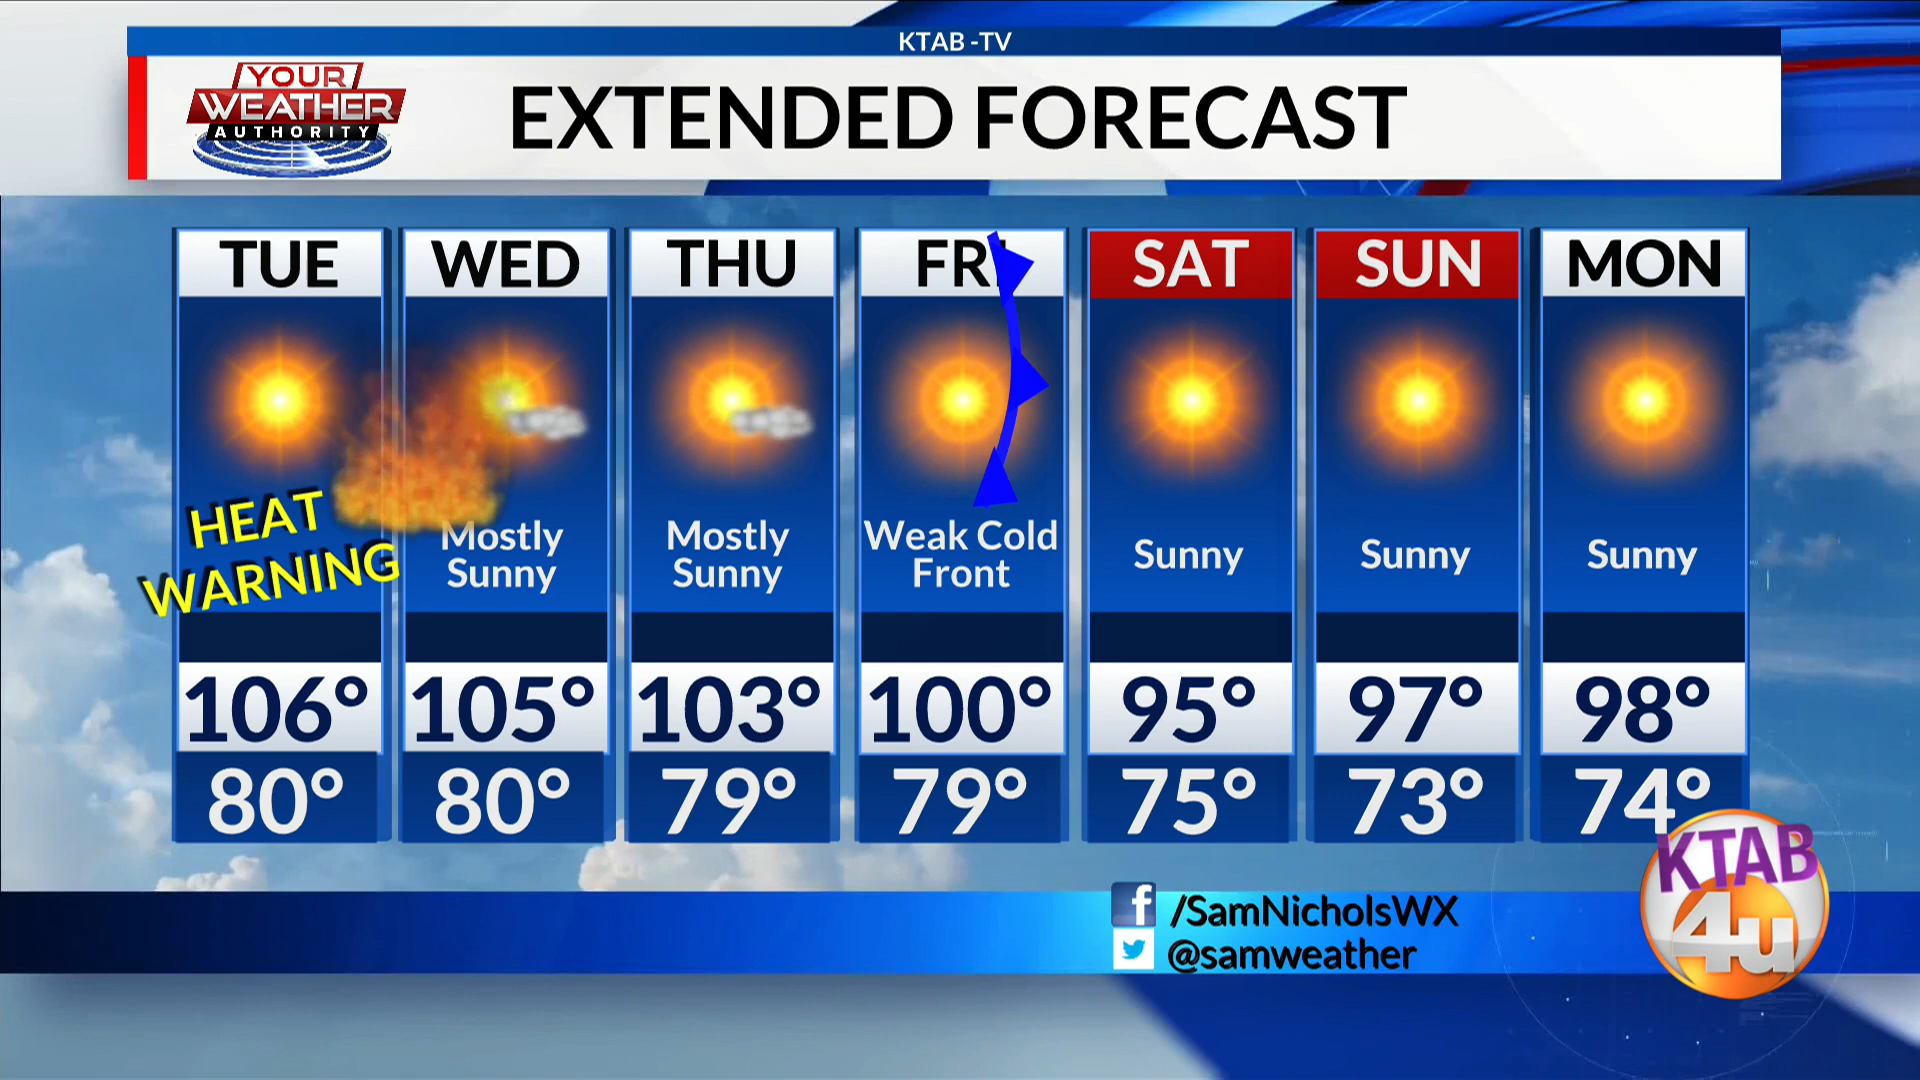 KTAB -TV
YOUR
WEATHER
AUTHORITY
EXTENDED FORECAST
TUE
WED
THU
FRI
SAT
SUN
MON
HEAT
WARNING
Mostly
Sunny
Mostly
Sunny
Weak Cold
Front
Sunny
Sunny
Sunny
106°
105°
103°
100°
95°
97°
98°
80°
80°
79°
79°
75°
73°
74°
f
/SamNicholsWX
@samweather
KTAB
4u